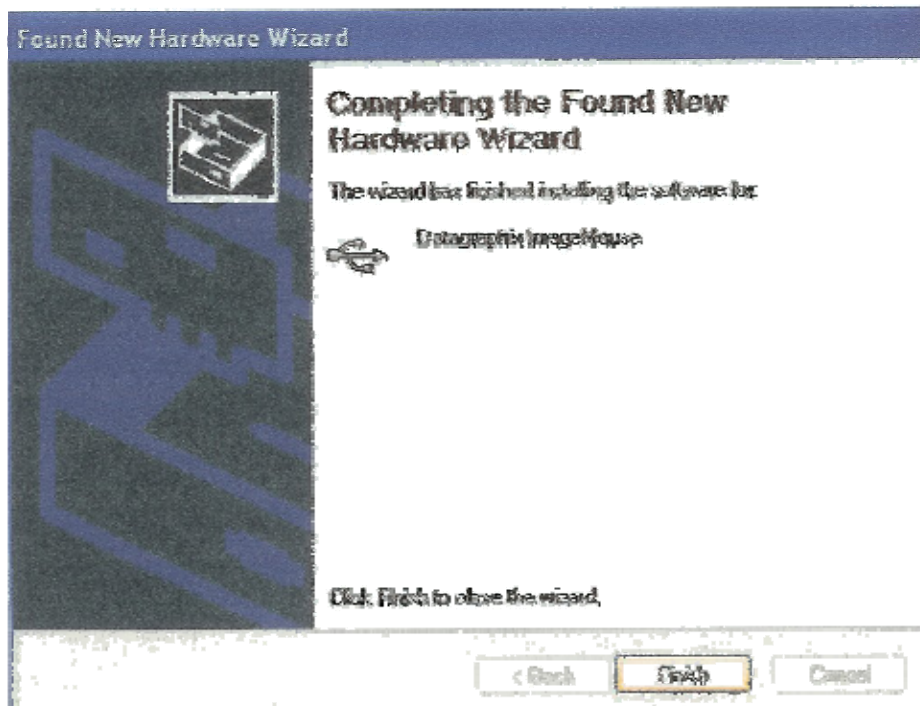 Found New Hardware Wizard
Completing the Found New
Hardware Wizard
The wizard has finished installing the software for:
Datagraphix ImageMouse
Click Finish to close the wizard.
< Back
Finish
Cancel